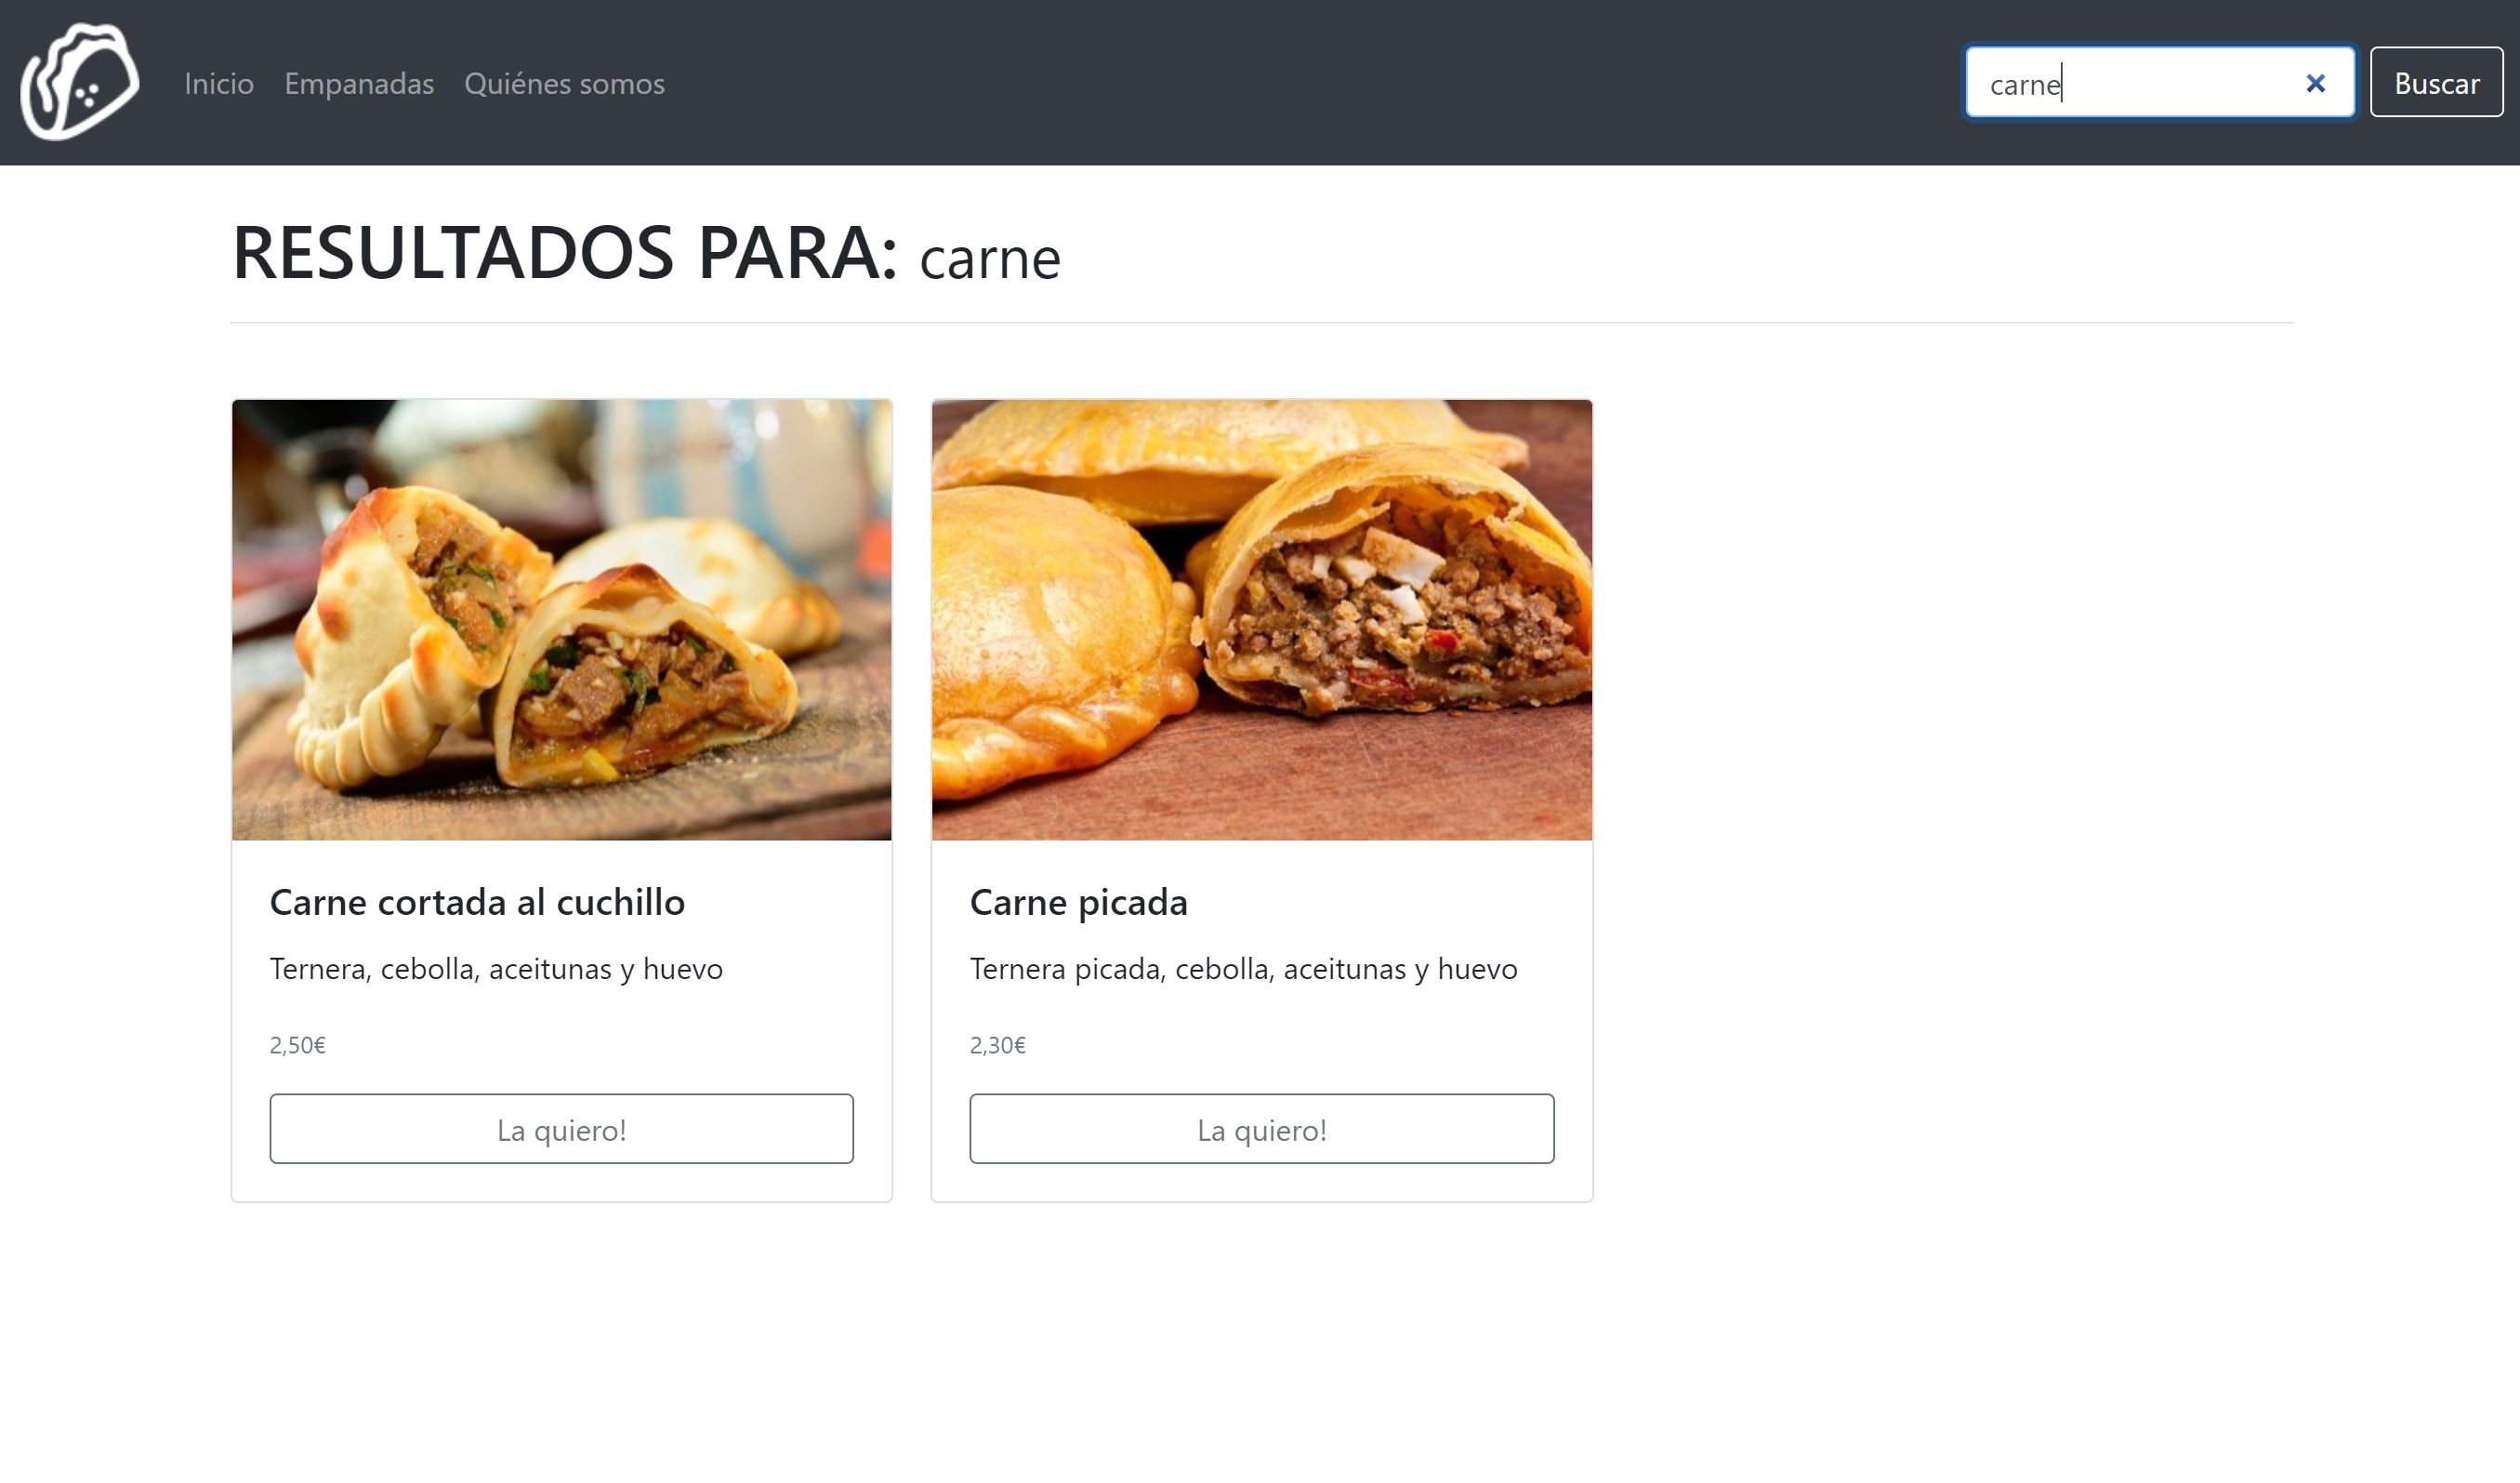 Inicio Empanadas Quiénes somos carne Buscar
RESULTADOS PARA: carne
Carne cortada al cuchillo
Ternera, cebolla, aceitunas y huevo
2,50€
La quiero!
Carne picada
Ternera picada, cebolla, aceitunas y huevo
2,30€
La quiero!